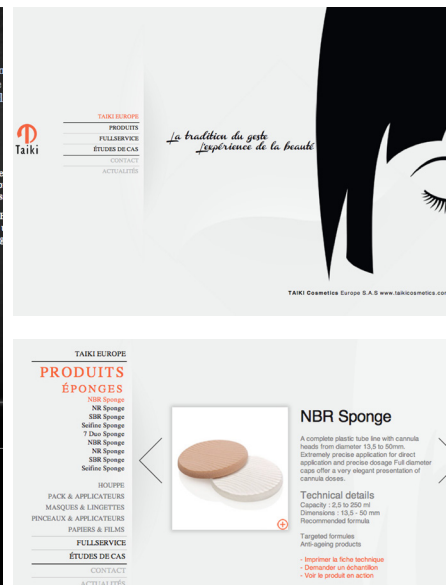 Taiki
TAIKI EUROPE
PRODUITS
FULLSERVICE
ÉTUDES DE CAS
CONTACT
ACTUALITÉS
La tradition du geste
L'expérience de la beauté
TAIKI Cosmetics Europe S.A.S www.taikicosmetics.com
TAIKI EUROPE
PRODUITS
ÉPONGES
NBR Sponge
NR Sponge
SBR Sponge
Seifine Sponge
7 Duo Sponge
NBR Sponge
NR Sponge
SBR Sponge
Seifine Sponge
HOUPPE
PACK & APPLICATEURS
MASQUES & LINGETTES
PINCEAUX & APPLICATEURS
PAPIERS & FILMS
FULLSERVICE
ÉTUDES DE CAS
CONTACT
ACTUALITÉS
NBR Sponge
A complete plastic tube line with cannula
heads from diameter 13,5 to 50mm.
Extremely precise application for direct
application and precise dosage Full diameter
caps offer a very elegant presentation of
cannula doses.
Technical details
Capacity : 2,5 to 250 ml
Dimensions : 13,5 - 50 mm
Recommended formula
Targeted formules
Anti-ageing products
- Imprimer la fiche technique
- Demander un échantillon
- Voir le produit en action